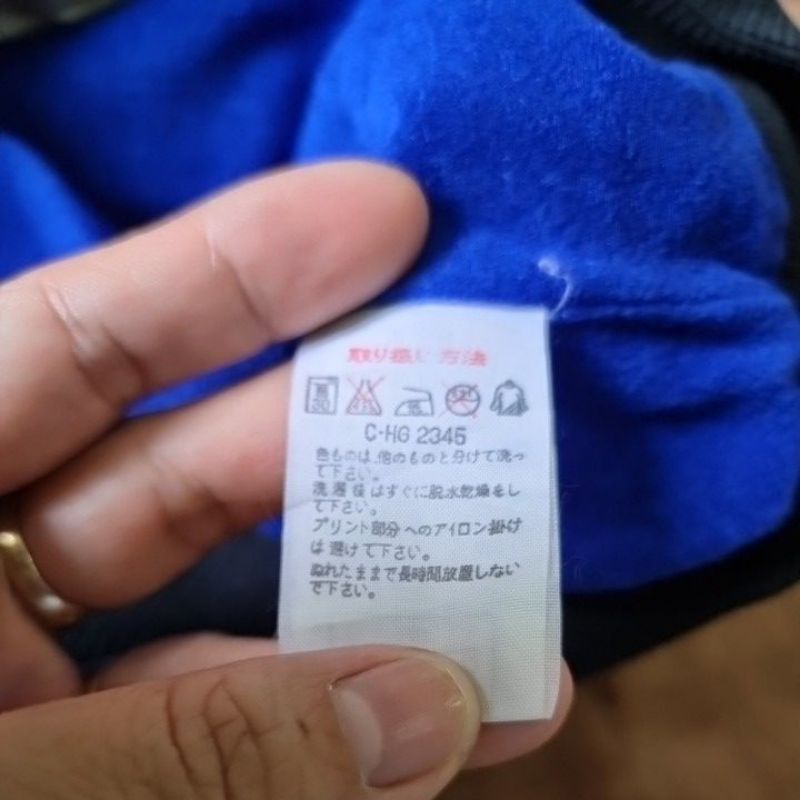 取り扱い方法
30
C-HG 2345
色ものは、他のものと分けて洗っ
て下さい。
洗濯後はすぐに脱水乾燥をし
て下さい。
プリント部分へのアイロン掛け
は避けて下さい。
ぬれたままで長時間放置しない
で下さい。